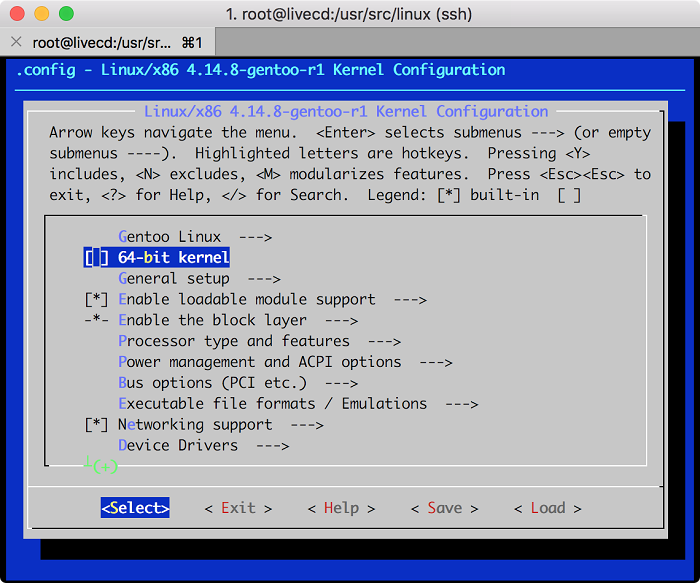 1. root@livecd:/usr/src/linux (ssh)
root@livecd:/usr/sr... ⌘1
.config - Linux/x86 4.14.8-gentoo-r1 Kernel Configuration
Linux/x86 4.14.8-gentoo-r1 Kernel Configuration
Arrow keys navigate the menu.  <Enter> selects submenus ---> (or empty
submenus ----).  Highlighted letters are hotkeys.  Pressing <Y>
includes, <N> excludes, <M> modularizes features.  Press <Esc><Esc> to
exit, <?> for Help, </> for Search.  Legend: [*] built-in  [ ]
Gentoo Linux  --->
[ ] 64-bit kernel
General setup  --->
[*] Enable loadable module support  --->
-*- Enable the block layer  --->
Processor type and features  --->
Power management and ACPI options  --->
Bus options (PCI etc.)  --->
Executable file formats / Emulations  --->
[*] Networking support  --->
Device Drivers  --->
(+)
<Select>    < Exit >    < Help >    < Save >    < Load >